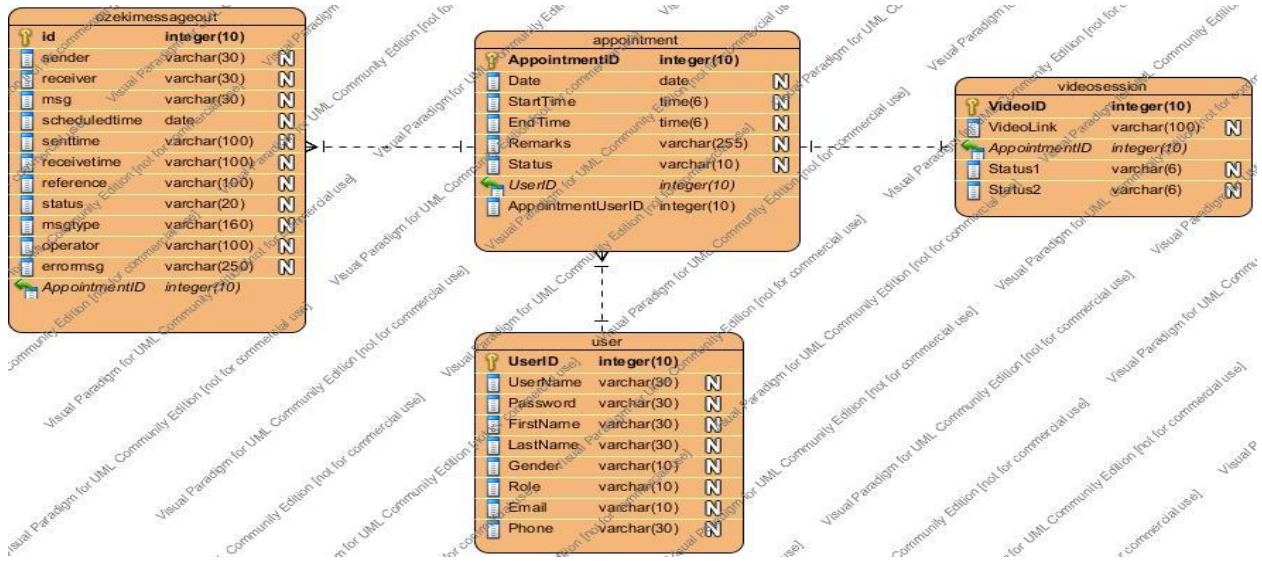 ozekimessageout
id integer(10)
sender varchar(30) N
receiver varchar(30) N
msg varchar(30) N
scheduledtime date N
senttime varchar(100) N
receivetime varchar(100) N
reference varchar(100) N
status varchar(20) N
msgtype varchar(160) N
operator varchar(100) N
errormsg varchar(250) N
AppointmentID integer(10)
appointment
AppointmentID integer(10)
Date date N
StartTime time(6) N
EndTime time(6) N
Remarks varchar(255) N
Status varchar(10) N
UserID integer(10)
AppointmentUserID integer(10)
videosession
VideoID integer(10)
VideoLink varchar(100) N
AppointmentID integer(10)
Status1 varchar(6) N
Status2 varchar(6) N
user
UserID integer(10)
UserName varchar(30) N
Password varchar(30) N
FirstName varchar(30) N
LastName varchar(30) N
Gender varchar(10) N
Role varchar(10) N
Email varchar(10) N
Phone varchar(30) N
Visual Paradigm for UML Community Edition [not for commercial use]